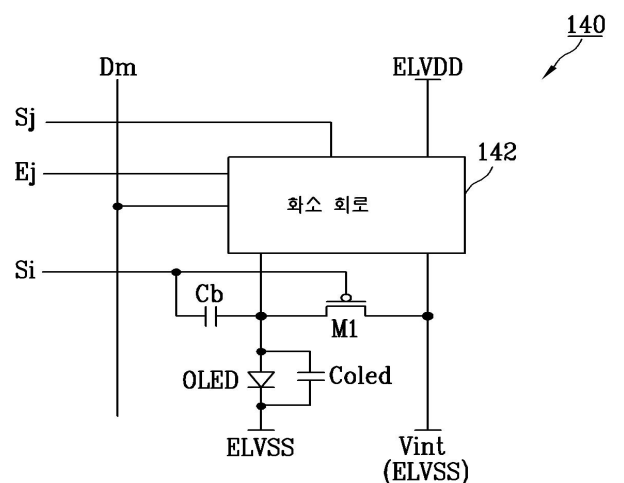 140
Dm
ELVDD
Sj
142
Ej
화소 회로
Si
Cb
M1
OLED
Coled
ELVSS
Vint
(ELVSS)